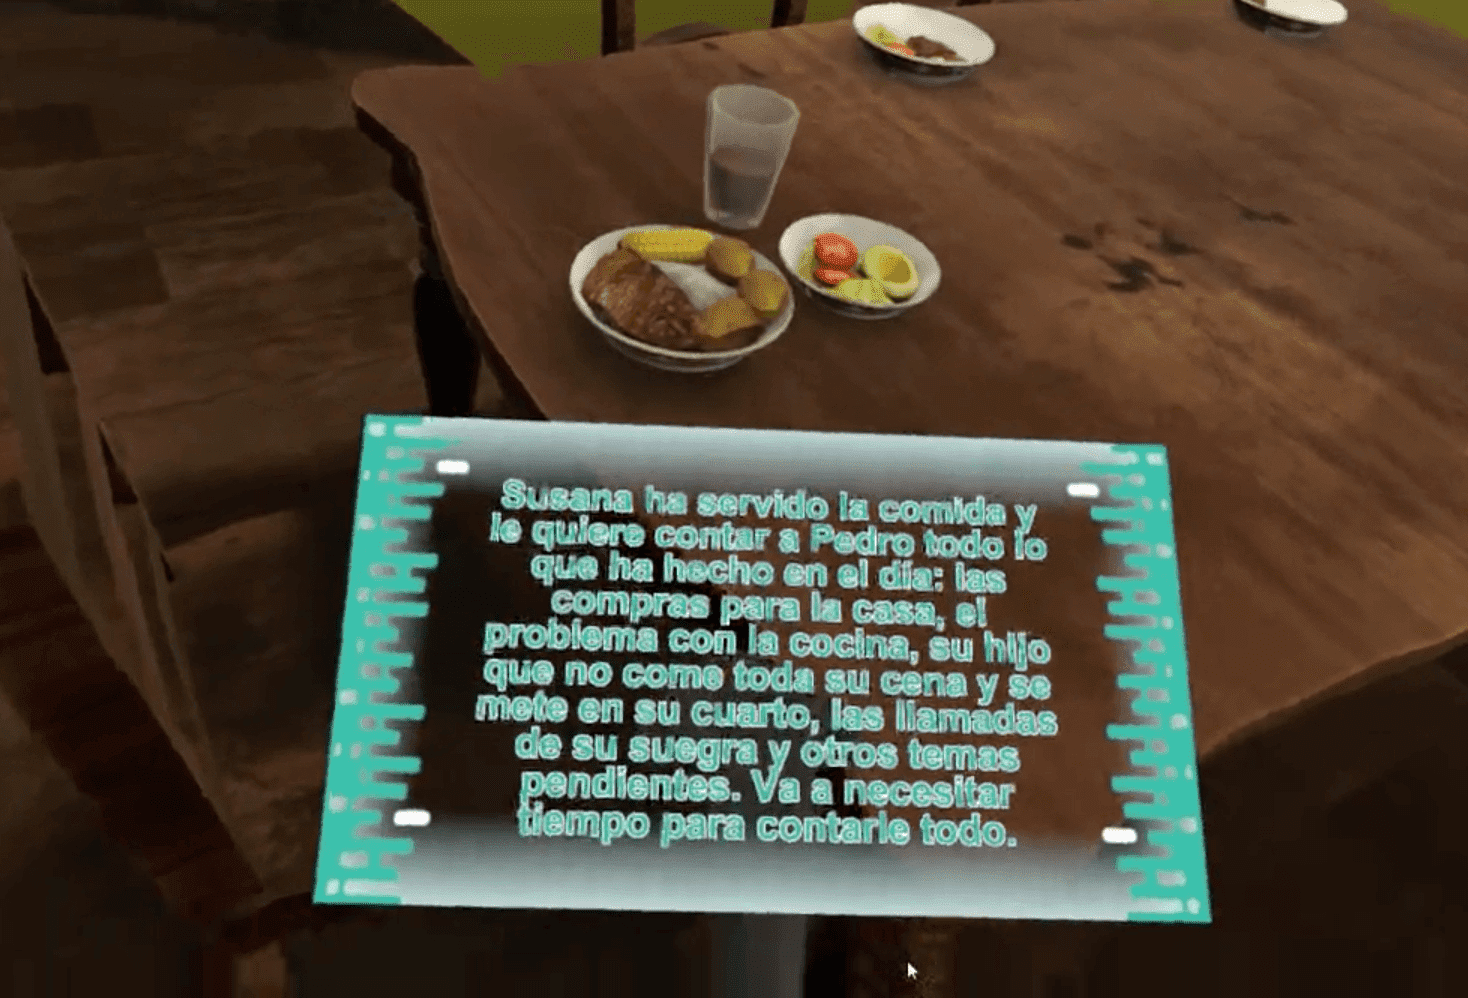 Susana ha servido la comida y
le quiere contar a Pedro todo lo
que ha hecho en el día: las
compras para la casa, el
problema con la cocina, su hijo
que no come toda su cena y se
mete en su cuarto, las llamadas
de su suegra y otros temas
pendientes. Va a necesitar
tiempo para contarle todo.